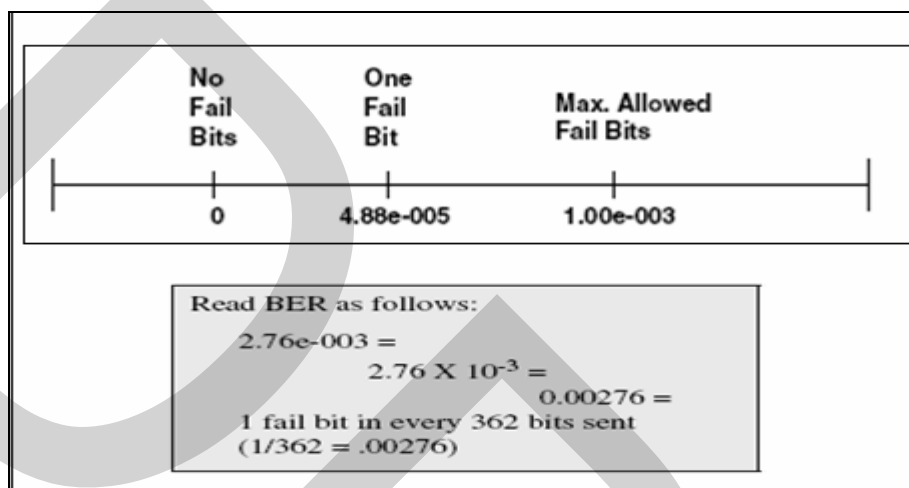 No
Fail
Bits
One
Fail
Bit
Max. Allowed
Fail Bits
0
4.88e-005
1.00e-003
Read BER as follows:
2.76e-003 =
2.76 X 10⁻³ =
0.00276 =
1 fail bit in every 362 bits sent
(1/362 = .00276)